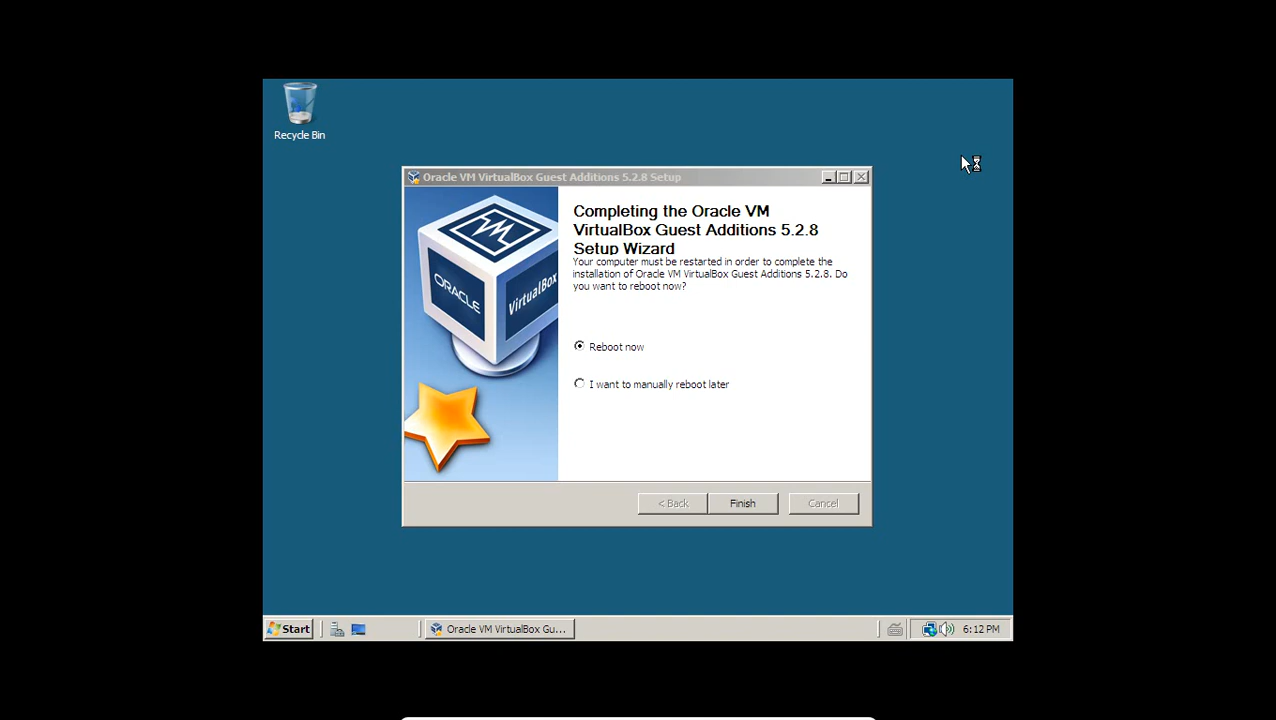 Recycle Bin
Oracle VM VirtualBox Guest Additions 5.2.8 Setup
Completing the Oracle VM
VirtualBox Guest Additions 5.2.8
Setup Wizard
Your computer must be restarted in order to complete the
installation of Oracle VM VirtualBox Guest Additions 5.2.8. Do
you want to reboot now?
VM
ORACLE
VirtualBox
Reboot now
I want to manually reboot later
< Back
Finish
Cancel
Start
Oracle VM VirtualBox Gu...
6:12 PM